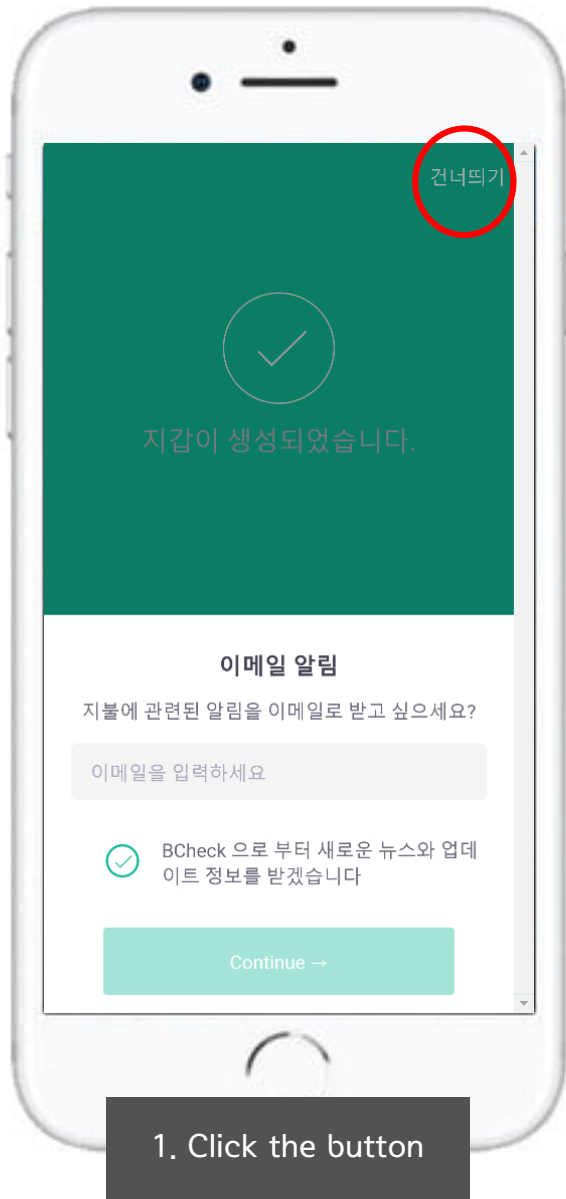 건너띄기
지갑이 생성되었습니다.
이메일 알림
지불에 관련된 알림을 이메일로 받고 싶으세요?
이메일을 입력하세요
BCheck 으로 부터 새로운 뉴스와 업데
이트 정보를 받겠습니다
Continue →
1. Click the button